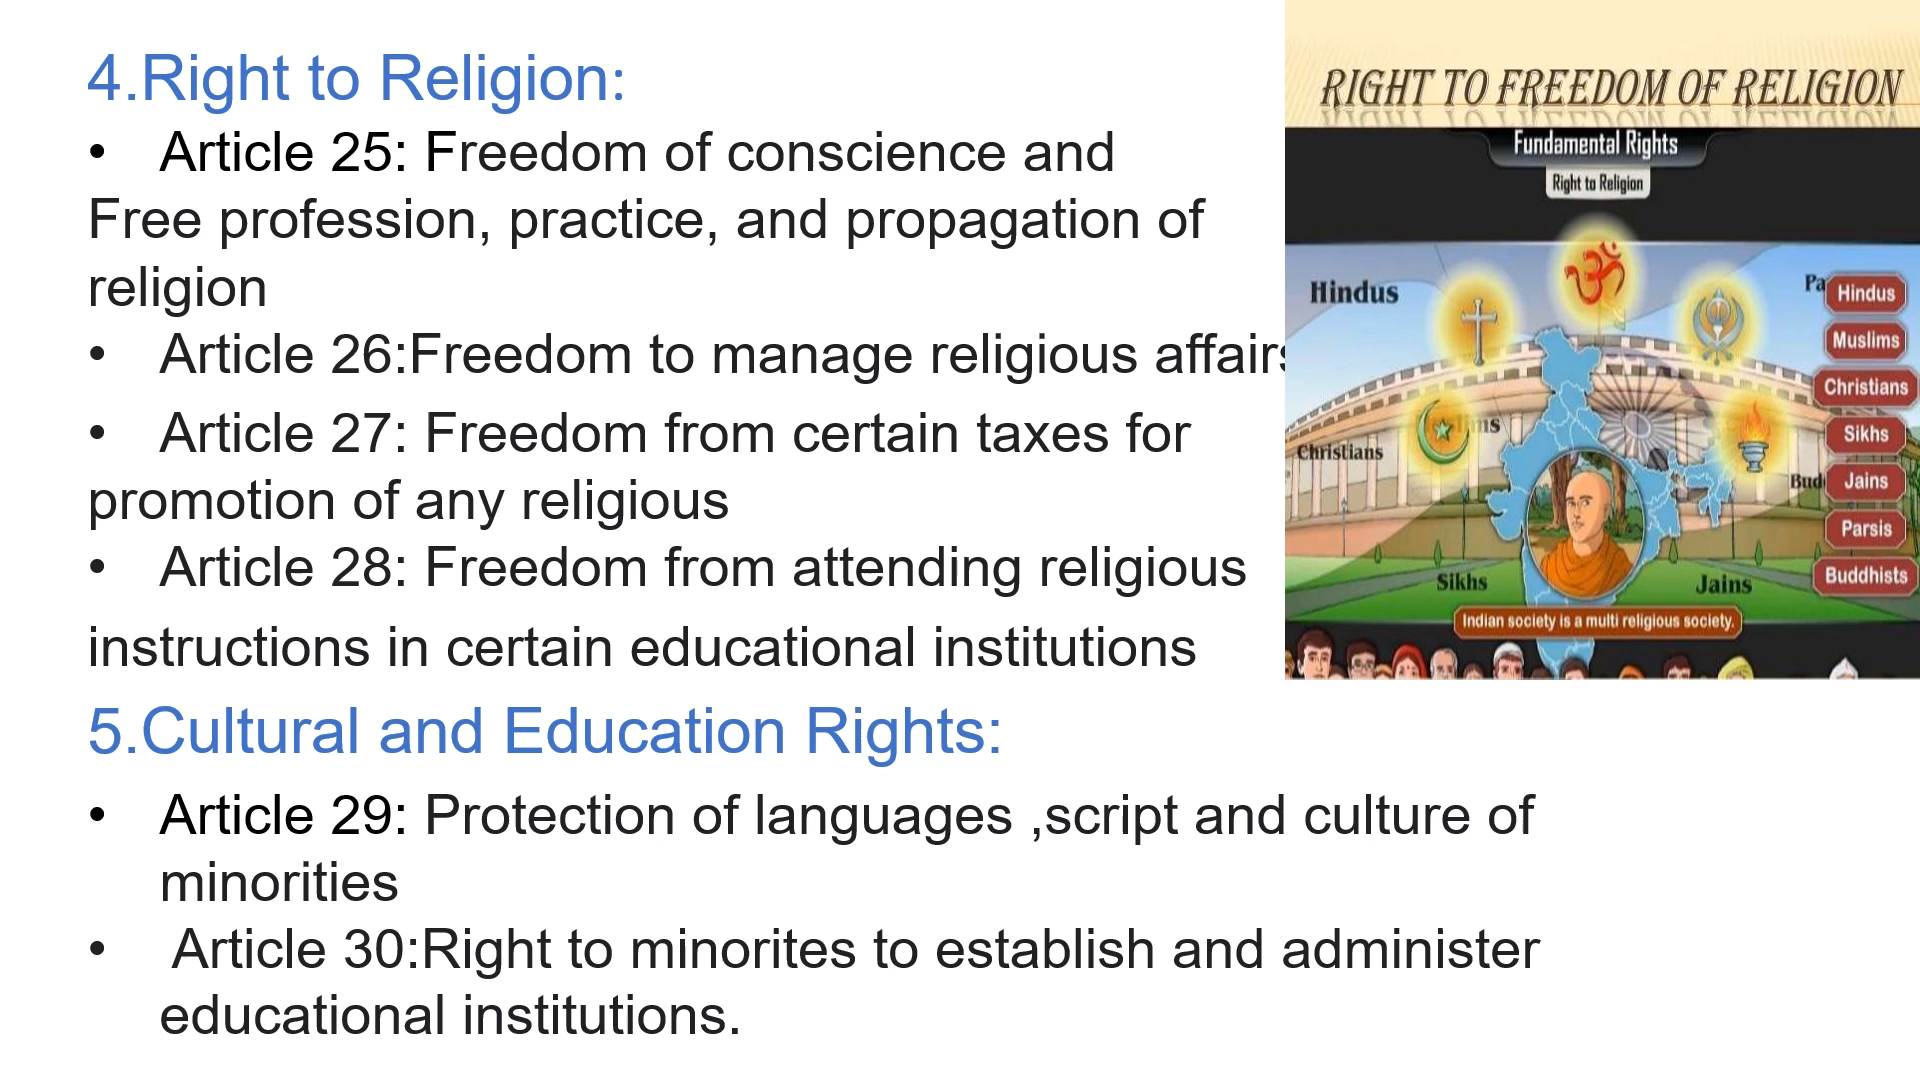 4.Right to Religion:
• Article 25: Freedom of conscience and
Free profession, practice, and propagation of
religion
• Article 26:Freedom to manage religious affairs
• Article 27: Freedom from certain taxes for
promotion of any religious
• Article 28: Freedom from attending religious
instructions in certain educational institutions
5.Cultural and Education Rights:
• Article 29: Protection of languages ,script and culture of
minorities
• Article 30:Right to minorites to establish and administer
educational institutions.
RIGHT TO FREEDOM OF RELIGION
Fundamental Rights
Right to Religion
Hindus
Hindus
Muslims
Christians
Christians
Sikhs
Jains
Parsis
Sikhs
Jains
Buddhists
Indian society is a multi religious society.